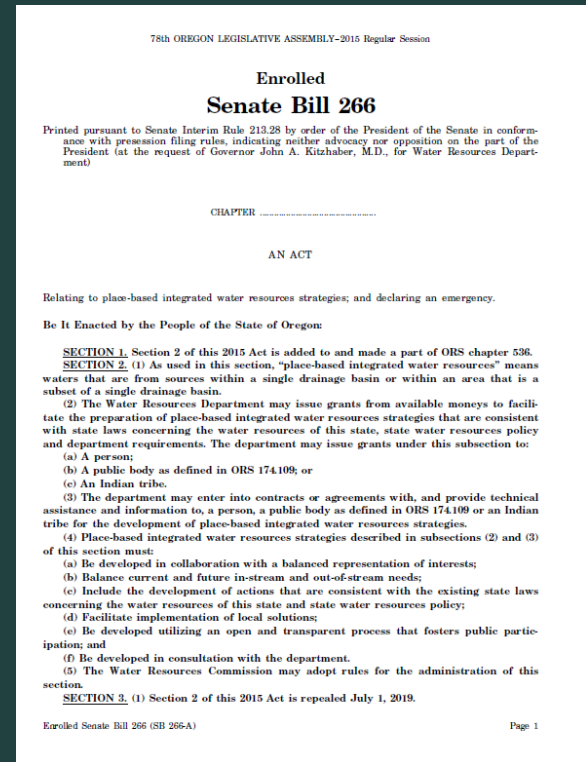 78th OREGON LEGISLATIVE ASSEMBLY--2015 Regular Session
Enrolled
Senate Bill 266
Printed pursuant to Senate Interim Rule 213.28 by order of the President of the Senate in conform-
ance with presession filing rules, indicating neither advocacy nor opposition on the part of the
President (at the request of Governor John A. Kitzhaber, M.D., for Water Resources Depart-
ment)
CHAPTER .................................................
AN ACT
Relating to place-based integrated water resources strategies; and declaring an emergency.
Be It Enacted by the People of the State of Oregon:
SECTION 1. Section 2 of this 2015 Act is added to and made a part of ORS chapter 536.
SECTION 2. (1) As used in this section, “place-based integrated water resources” means
waters that are from sources within a single drainage basin or within an area that is a
subset of a single drainage basin.
(2) The Water Resources Department may issue grants from available moneys to facili-
tate the preparation of place-based integrated water resources strategies that are consistent
with state laws concerning the water resources of this state, state water resources policy
and department requirements. The department may issue grants under this subsection to:
(a) A person;
(b) A public body as defined in ORS 174.109; or
(c) An Indian tribe.
(3) The department may enter into contracts or agreements with, and provide technical
assistance and information to, a person, a public body as defined in ORS 174.109 or an Indian
tribe for the development of place-based integrated water resources strategies.
(4) Place-based integrated water resources strategies described in subsections (2) and (3)
of this section must:
(a) Be developed in collaboration with a balanced representation of interests;
(b) Balance current and future in-stream and out-of-stream needs;
(c) Include the development of actions that are consistent with the existing state laws
concerning the water resources of this state and state water resources policy;
(d) Facilitate implementation of local solutions;
(e) Be developed utilizing an open and transparent process that fosters public partic-
ipation; and
(f) Be developed in consultation with the department.
(5) The Water Resources Commission may adopt rules for the administration of this
section.
SECTION 3. (1) Section 2 of this 2015 Act is repealed July 1, 2019.
Enrolled Senate Bill 266 (SB 266-A)
Page 1